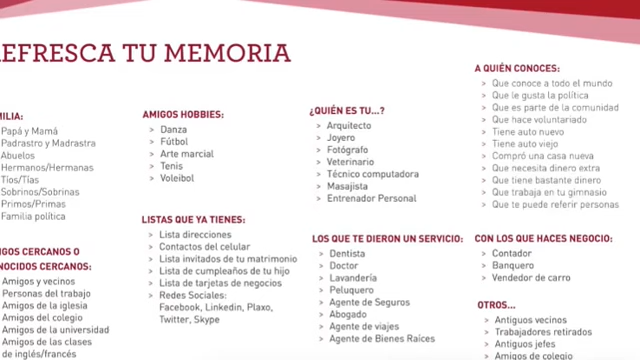 EFRESCA TU MEMORIA
MILIA:
Papá y Mamá
Padrastro y Madrastra
Abuelos
Hermanos/Hermanas
Tíos/Tías
Sobrinos/Sobrinas
Primos/Primas
Familia política
IGOS CERCANOS O
NOCIDOS CERCANOS:
Amigos y vecinos
Personas del trabajo
Amigos de la iglesia
Amigos del colegio
Amigos de la universidad
Amigos de las clases
de inglés/francés
AMIGOS HOBBIES:
> Danza
> Fútbol
> Arte marcial
> Tenis
> Voleibol
LISTAS QUE YA TIENES:
> Lista direcciones
> Contactos del celular
> Lista invitados de tu matrimonio
> Lista de cumpleaños de tu hijo
> Lista de tarjetas de negocios
> Redes Sociales:
Facebook, Linkedin, Plaxo,
Twitter, Skype
¿QUIÉN ES TU...?
> Arquitecto
> Joyero
> Fotógrafo
> Veterinario
> Técnico computadora
> Masajista
> Entrenador Personal
LOS QUE TE DIERON UN SERVICIO:
> Dentista
> Doctor
> Lavandería
> Peluquero
> Agente de Seguros
> Abogado
> Agente de viajes
> Agente de Bienes Raíces
A QUIÉN CONOCES:
> Que conoce a todo el mundo
> Que le gusta la política
> Que es parte de la comunidad
> Que hace voluntariado
> Tiene auto nuevo
> Tiene auto viejo
> Compró una casa nueva
> Que necesita dinero extra
> Que tiene bastante dinero
> Que trabaja en tu gimnasio
> Que te puede referir personas
CON LOS QUE HACES NEGOCIO:
> Contador
> Banquero
> Vendedor de carro
OTROS...
> Antiguos vecinos
> Trabajadores retirados
> Antiguos jefes
> Amigos de colegio